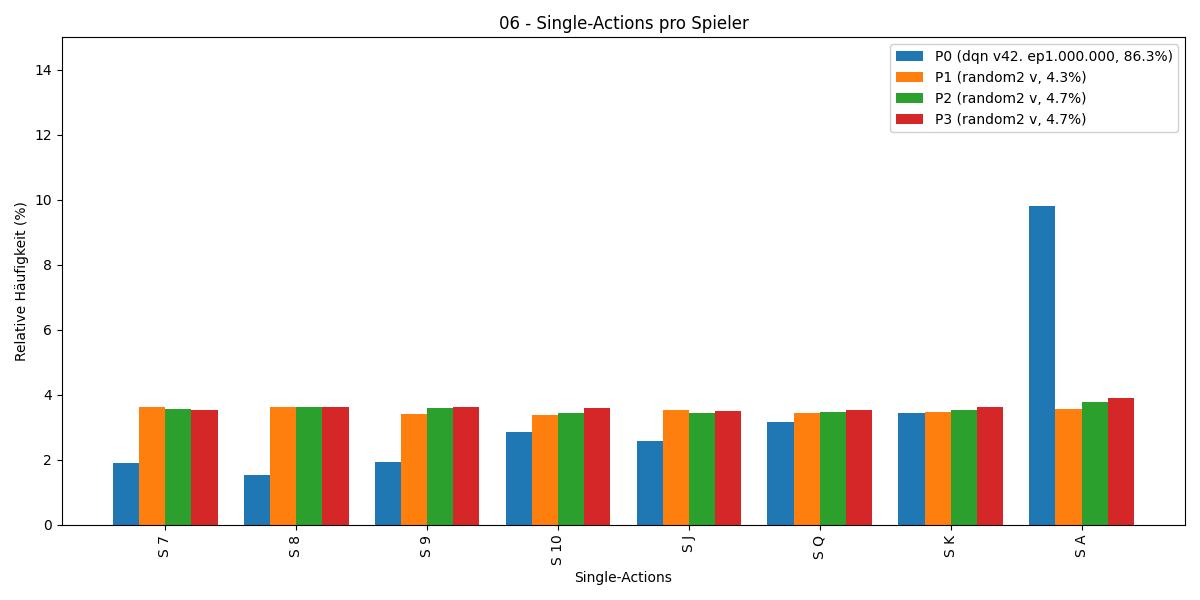 06 - Single-Actions pro Spieler
P0 (dqn v42. ep1.000.000, 86.3%)
P1 (random2 v, 4.3%)
P2 (random2 v, 4.7%)
P3 (random2 v, 4.7%)
Relative Häufigkeit (%)
14
12
10
8
6
4
2
0
S 7
S 8
S 9
S 10
S J
S Q
S K
S A
Single-Actions